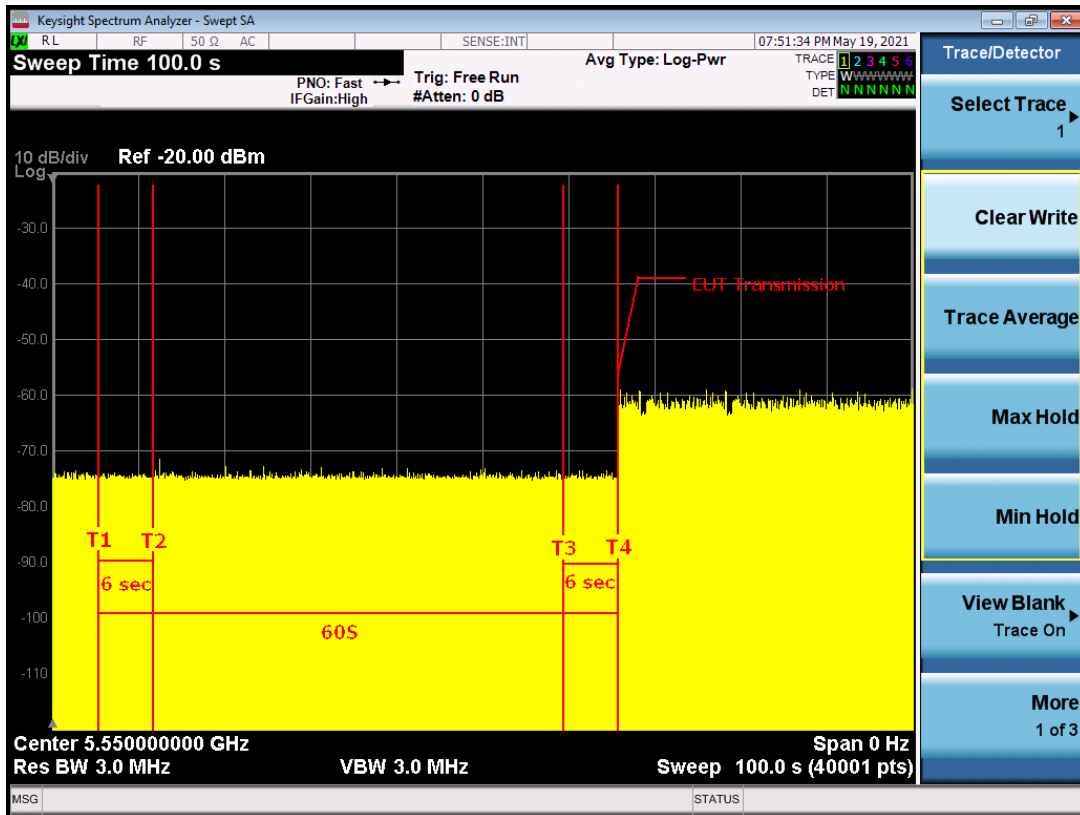 Keysight Spectrum Analyzer - Swept SA
LXI RL RF 50 Ω AC SENSE:INT 07:51:34 PM May 19, 2021
Sweep Time 100.0 s
PNO: Fast
IFGain:High
Trig: Free Run
#Atten: 0 dB
Avg Type: Log-Pwr
TRACE 1 2 3 4 5 6
TYPE WWWWWW
DET N N N N N N
10 dB/div Ref -20.00 dBm
Log
-30.0
-40.0
-50.0
-60.0
-70.0
-80.0
-90.0
-100
-110
EUT Transmission
T1 T2 T3 T4
6 sec 6 sec
60S
Center 5.550000000 GHz Span 0 Hz
Res BW 3.0 MHz VBW 3.0 MHz Sweep 100.0 s (40001 pts)
MSG STATUS
Trace/Detector
Select Trace
1
Clear Write
Trace Average
Max Hold
Min Hold
View Blank
Trace On
More
1 of 3